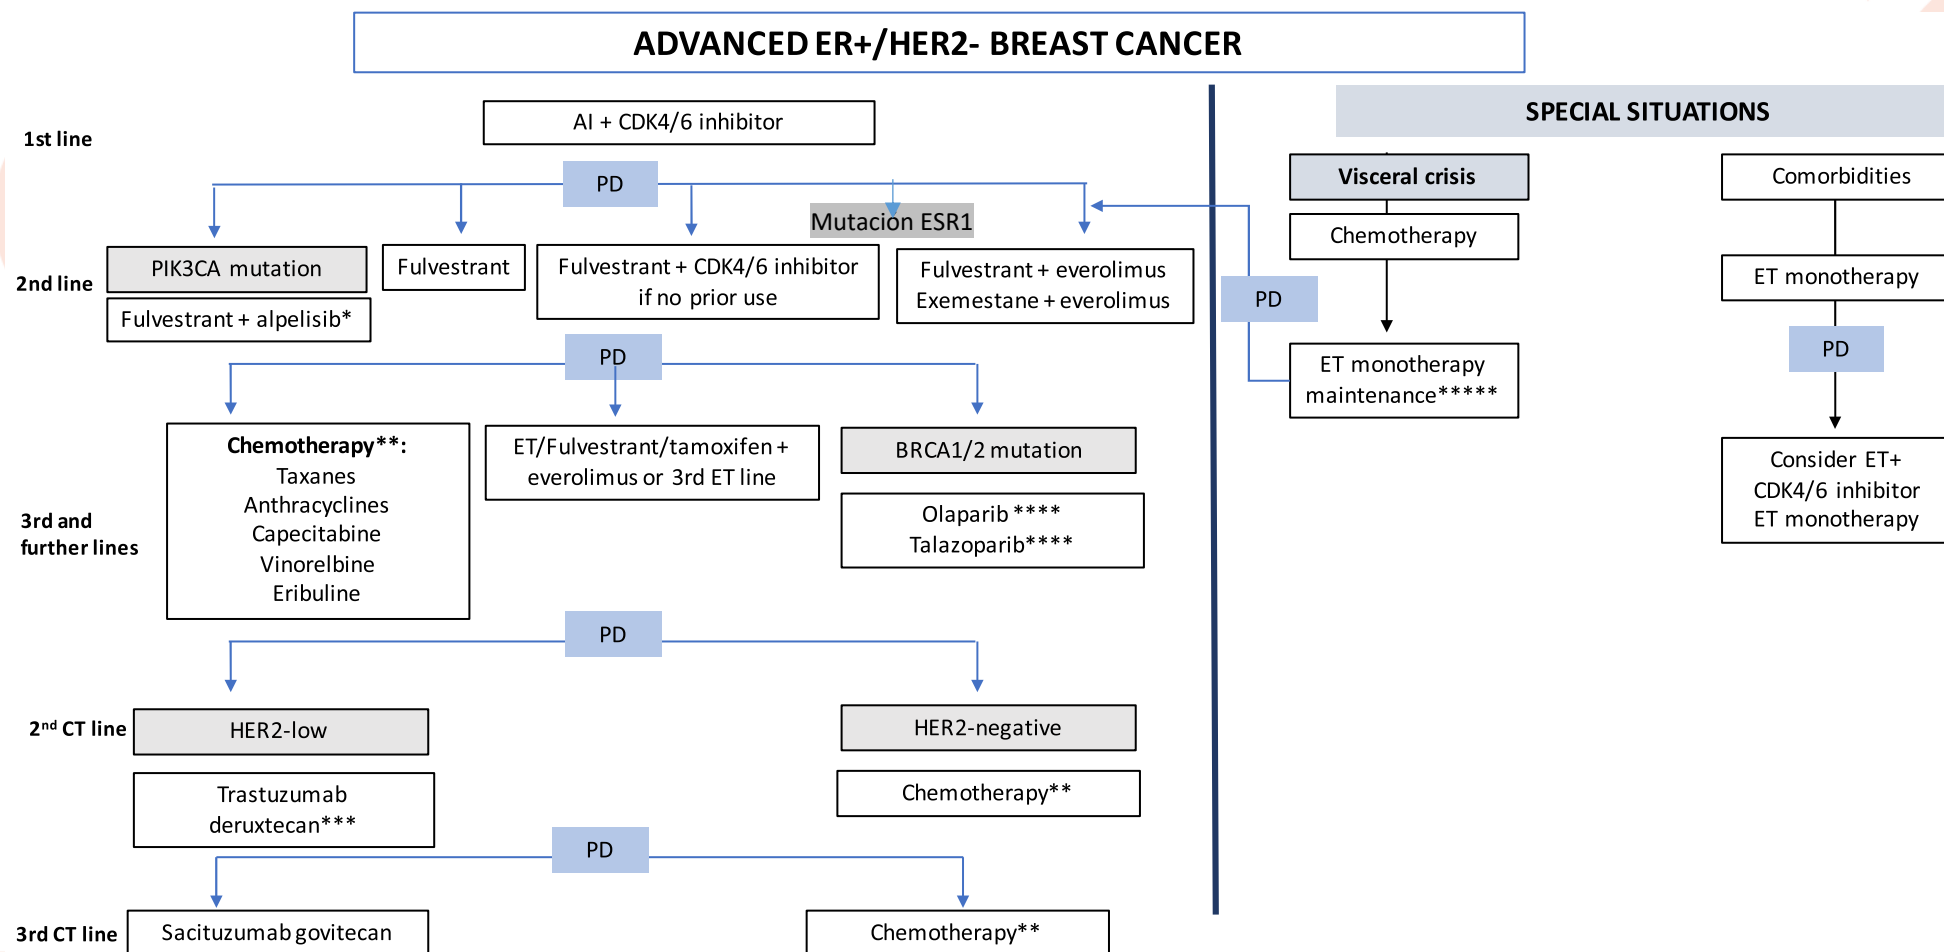 ADVANCED ER+/HER2- BREAST CANCER
1st line
AI + CDK4/6 inhibitor
PD
Mutacion ESR1
2nd line
PIK3CA mutation
Fulvestrant + alpelisib*
Fulvestrant
Fulvestrant + CDK4/6 inhibitor
if no prior use
Fulvestrant + everolimus
Exemestane + everolimus
PD
3rd and
further lines
Chemotherapy**:
Taxanes
Anthracyclines
Capecitabine
Vinorelbine
Eribuline
ET/Fulvestrant/tamoxifen +
everolimus or 3rd ET line
BRCA1/2 mutation
Olaparib ****
Talazoparib****
PD
2nd CT line
HER2-low
Trastuzumab
deruxtecan***
HER2-negative
Chemotherapy**
PD
3rd CT line
Sacituzumab govitecan
Chemotherapy**
SPECIAL SITUATIONS
Visceral crisis
Chemotherapy
PD
ET monotherapy
maintenance*****
Comorbidities
ET monotherapy
PD
Consider ET+
CDK4/6 inhibitor
ET monotherapy